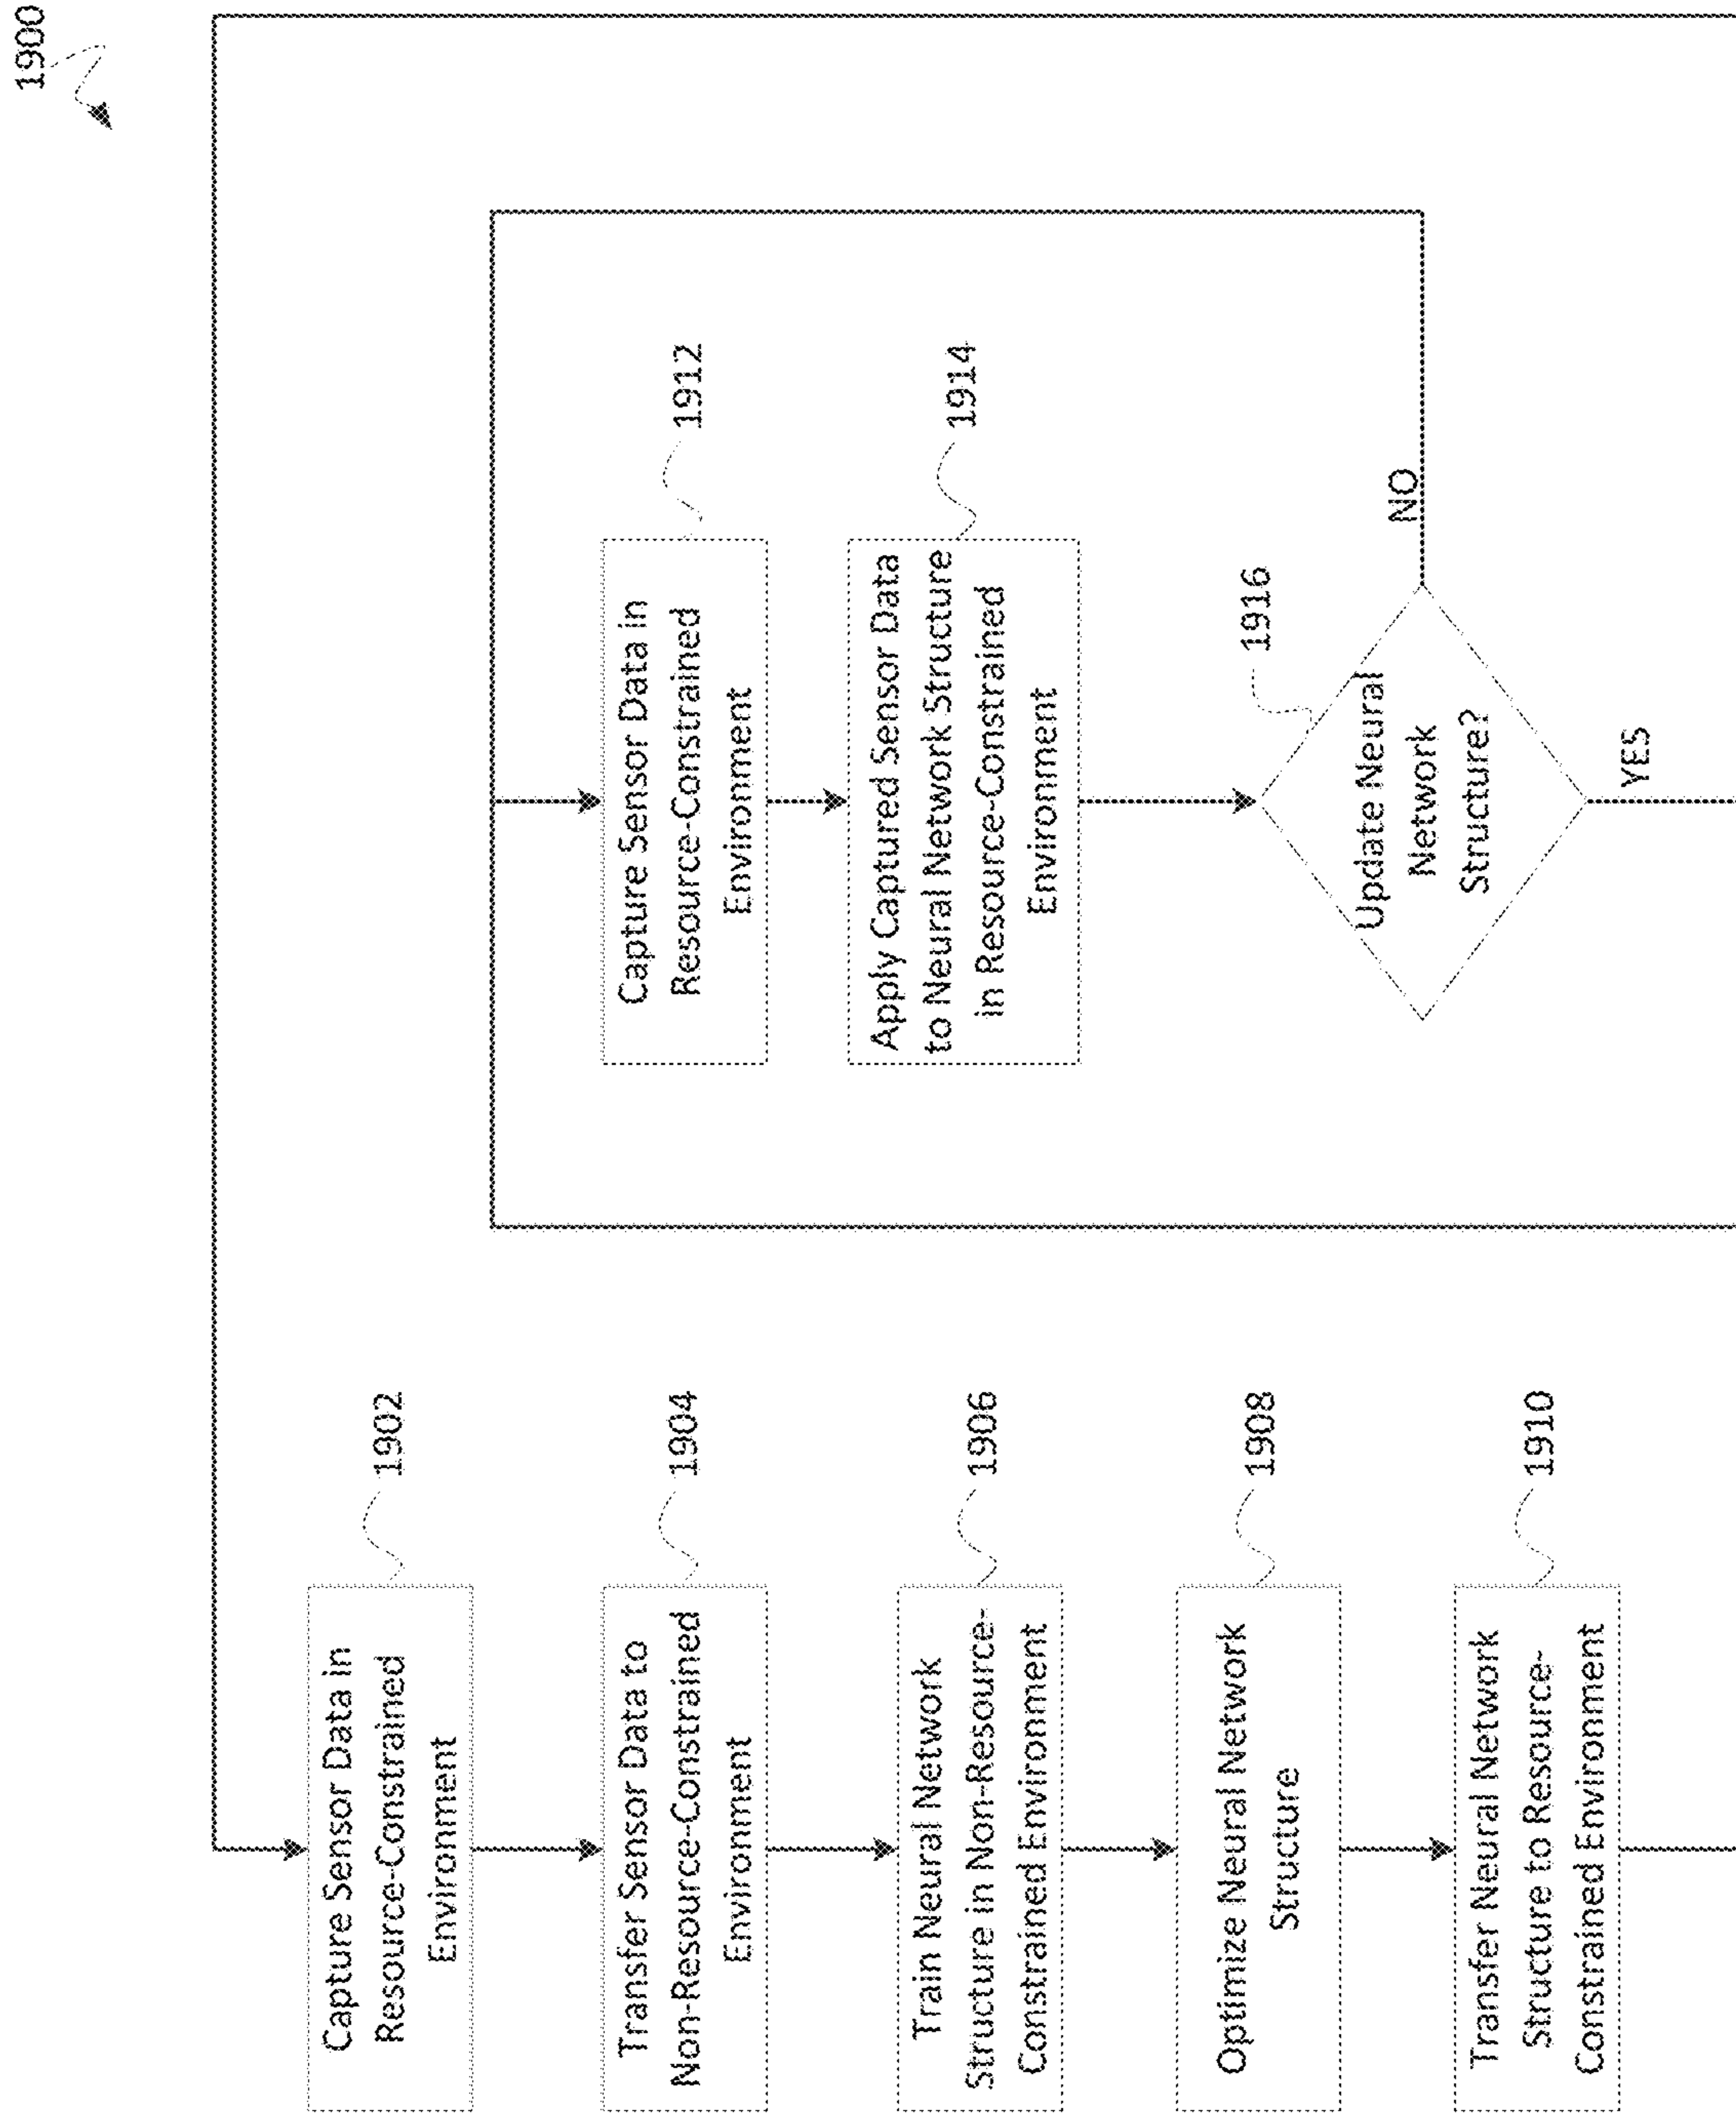 1900
Capture Sensor Data in
Resource-Constrained
Environment
1902
Transfer Sensor Data to
Non-Resource-Constrained
Environment
1904
Train Neural Network
Structure in Non-Resource-
Constrained Environment
1906
Optimize Neural Network
Structure
1908
Transfer Neural Network
Structure to Resource-
Constrained Environment
1910
Capture Sensor Data in
Resource-Constrained
Environment
1912
Apply Captured Sensor Data
to Neural Network Structure
in Resource-Constrained
Environment
1914
Update Neural
Network
Structure?
1916
NO
YES